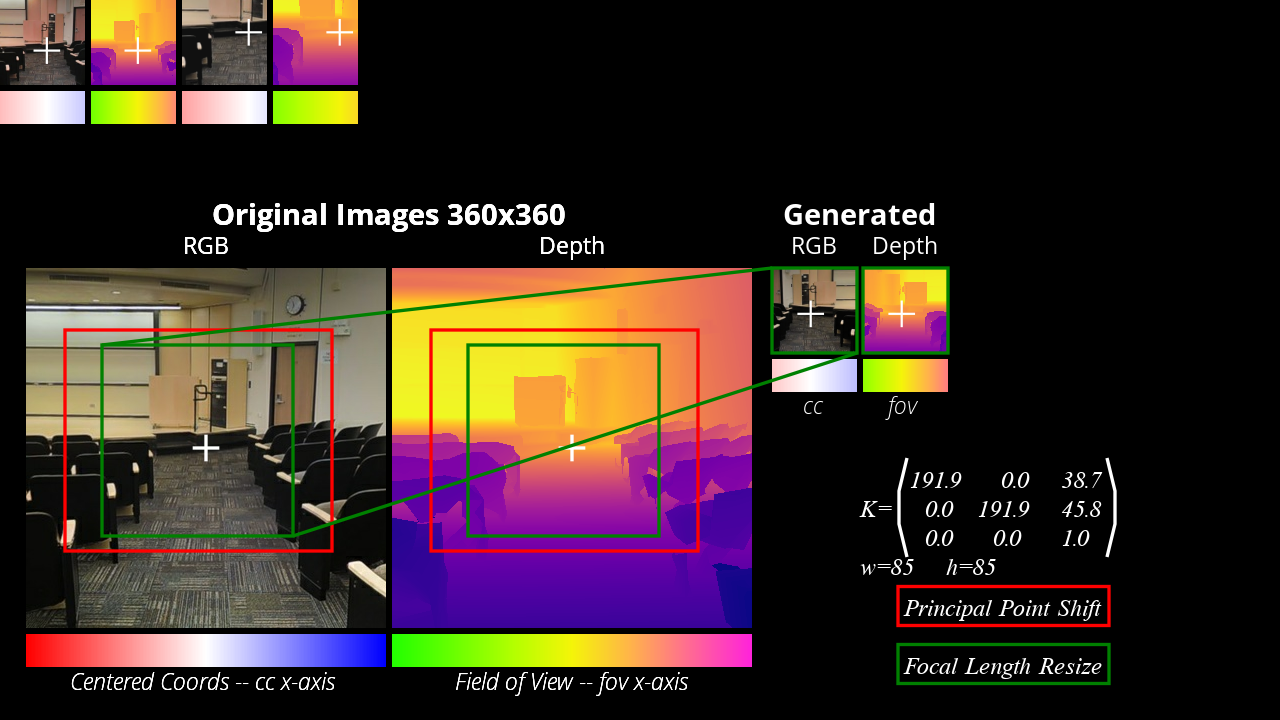 Original Images 360x360
Generated
RGB
Depth
RGB
Depth
cc
fov
K=
191.9 0.0 38.7
0.0 191.9 45.8
0.0 0.0 1.0
w=85 h=85
Principal Point Shift
Focal Length Resize
Centered Coords -- cc x-axis
Field of View -- fov x-axis